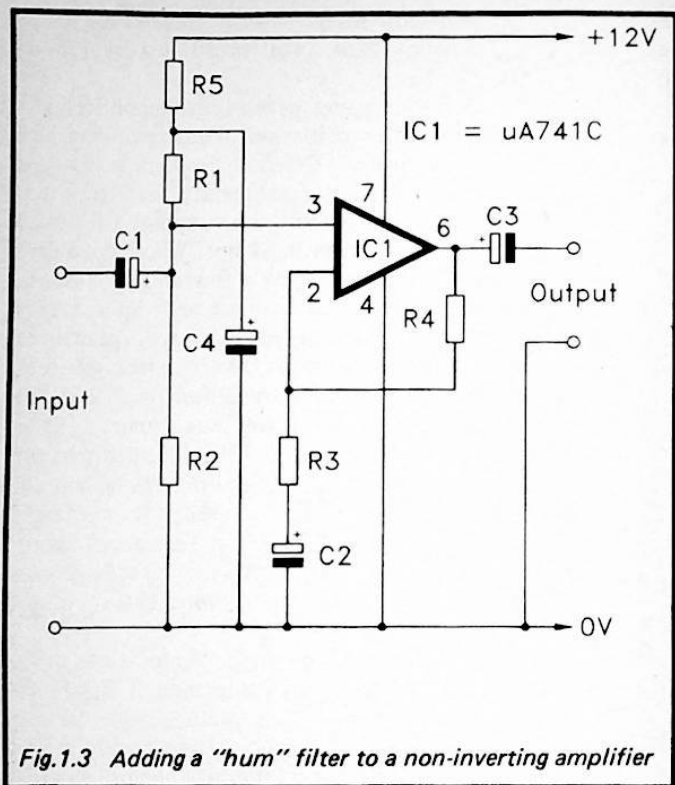 +12V
R5
IC1 = uA741C
R1
7
3
6
C3
C1
IC1
+
+
2
4
Output
R4
+
C4
Input
R2
R3
+
C2
0V
Fig.1.3 Adding a "hum" filter to a non-inverting amplifier